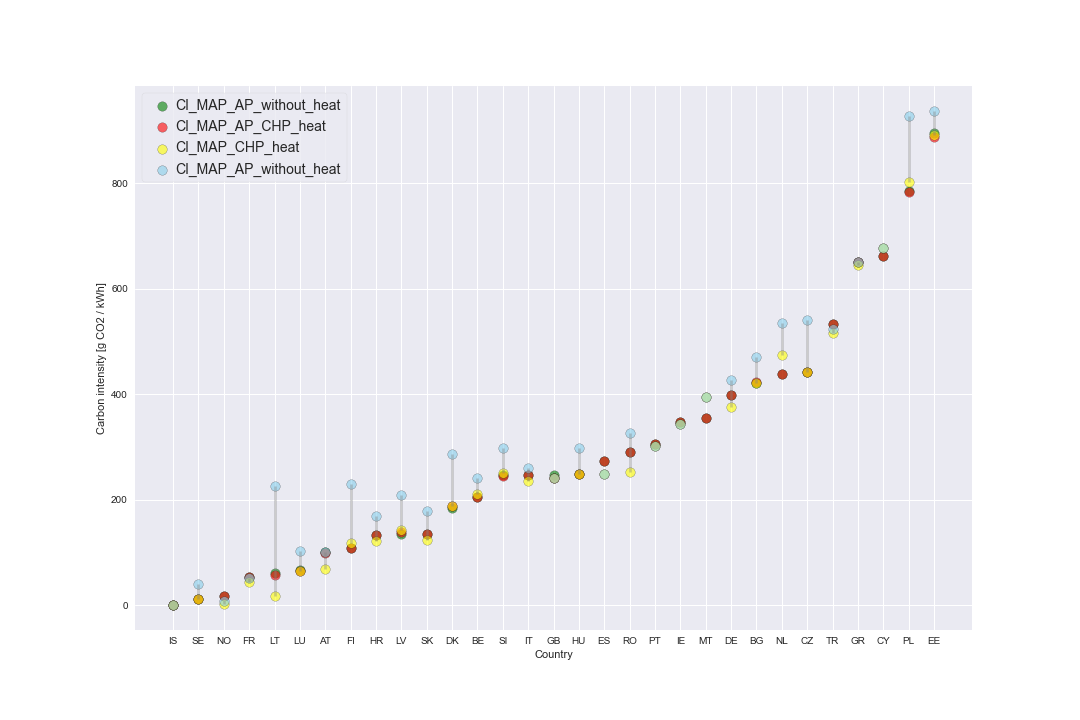 CI_MAP_AP_without_heat
CI_MAP_AP_CHP_heat
CI_MAP_CHP_heat
CI_MAP_AP_without_heat
800
600
400
200
0
Carbon intensity [g CO2 / kWh]
IS SE NO FR LT LU AT FI HR LV SK DK BE SI IT GB HU ES RO PT IE MT DE BG NL CZ TR GR CY PL EE
Country